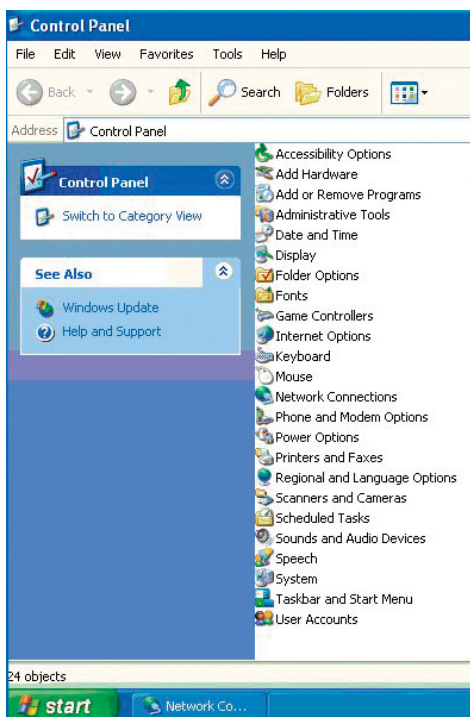 Control Panel
File Edit View Favorites Tools Help
Back Search Folders
Address Control Panel
Control Panel
Switch to Category View
See Also
Windows Update
Help and Support
Accessibility Options
Add Hardware
Add or Remove Programs
Administrative Tools
Date and Time
Display
Folder Options
Fonts
Game Controllers
Internet Options
Keyboard
Mouse
Network Connections
Phone and Modem Options
Power Options
Printers and Faxes
Regional and Language Options
Scanners and Cameras
Scheduled Tasks
Sounds and Audio Devices
Speech
System
Taskbar and Start Menu
User Accounts
24 objects
start Network Co...